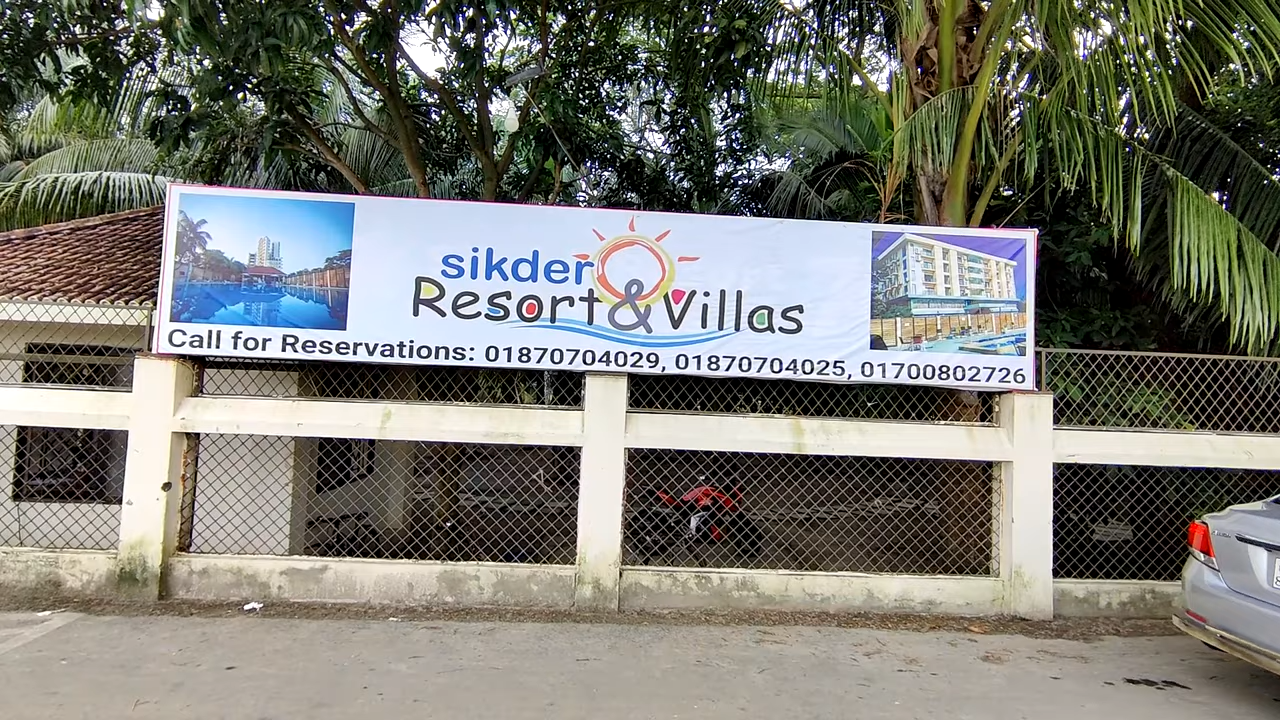 sikder
Resort & Villas
Call for Reservations: 01870704029, 01870704025, 01700802726